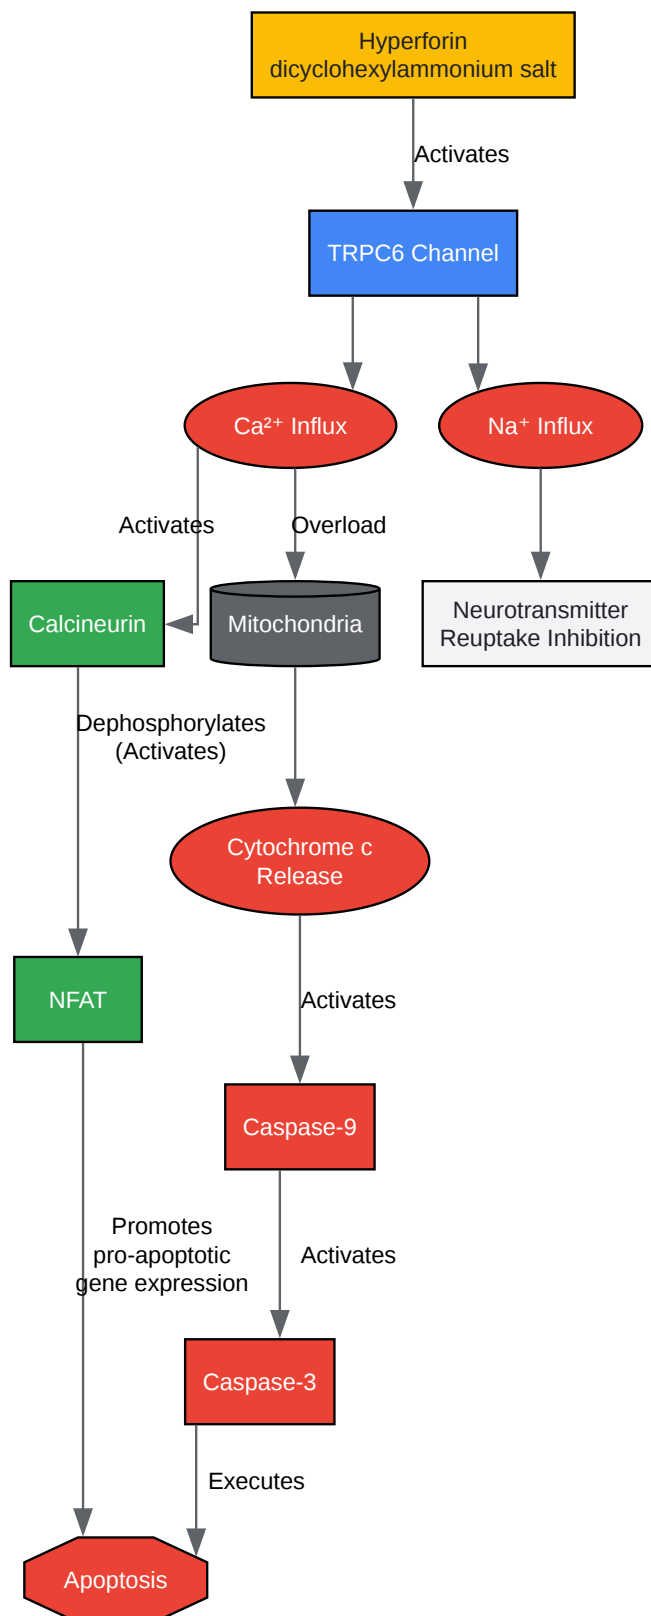 Hyperforin
dicyclohexylammonium salt
Activates
TRPC6 Channel
Ca²⁺ Influx
Na⁺ Influx
Activates
Overload
Calcineurin
Mitochondria
Neurotransmitter
Reuptake Inhibition
Dephosphorylates
(Activates)
Cytochrome c
Release
NFAT
Activates
Caspase-9
Promotes
pro-apoptotic
gene expression
Activates
Caspase-3
Executes
Apoptosis